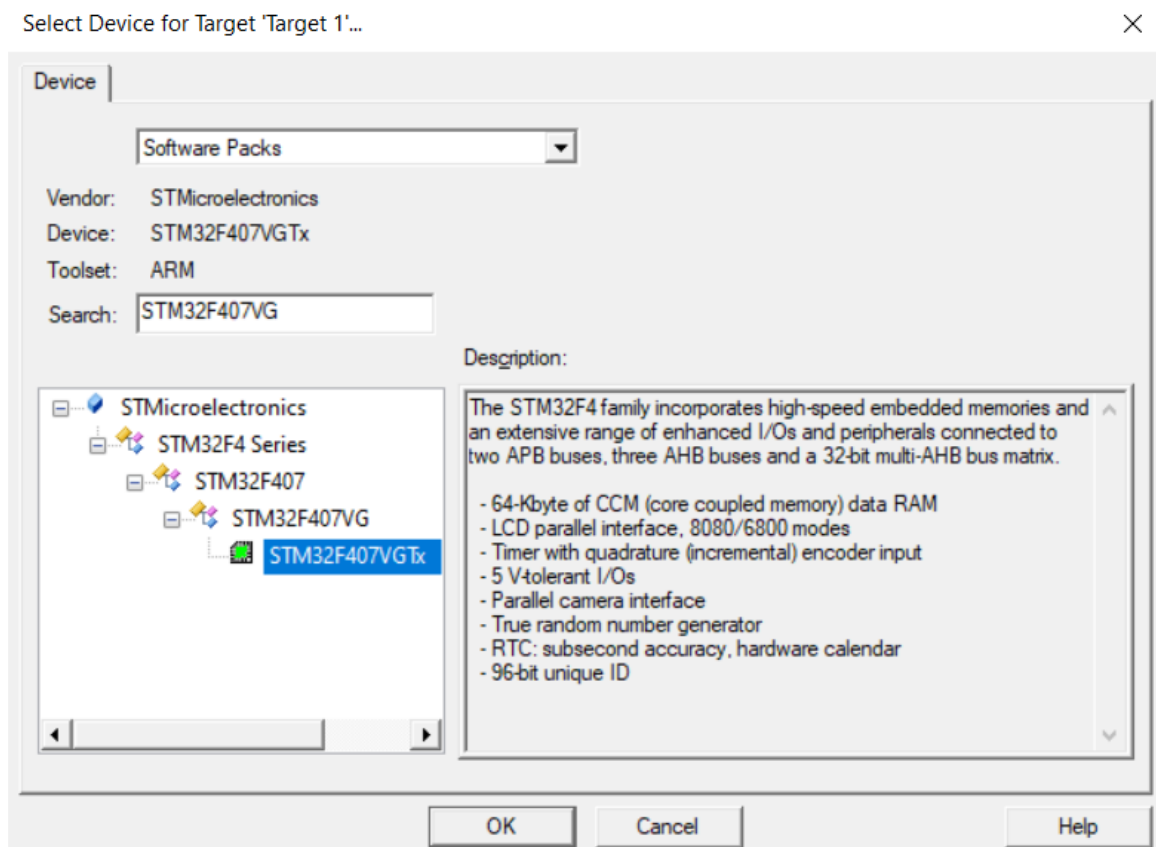 Select Device for Target 'Target 1'...
Device
Software Packs
Vendor: STMicroelectronics
Device: STM32F407VGTx
Toolset: ARM
Search: STM32F407VG
Description:
STMicroelectronics
STM32F4 Series
STM32F407
STM32F407VG
STM32F407VGTx
The STM32F4 family incorporates high-speed embedded memories and
an extensive range of enhanced I/Os and peripherals connected to
two APB buses, three AHB buses and a 32-bit multi-AHB bus matrix.
- 64-Kbyte of CCM (core coupled memory) data RAM
- LCD parallel interface, 8080/6800 modes
- Timer with quadrature (incremental) encoder input
- 5 V-tolerant I/Os
- Parallel camera interface
- True random number generator
- RTC: subsecond accuracy, hardware calendar
- 96-bit unique ID
OK Cancel Help